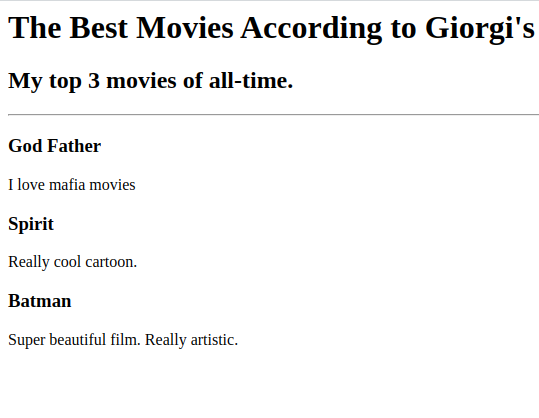 The Best Movies According to Giorgi's
My top 3 movies of all-time.
God Father
I love mafia movies
Spirit
Really cool cartoon.
Batman
Super beautiful film. Really artistic.